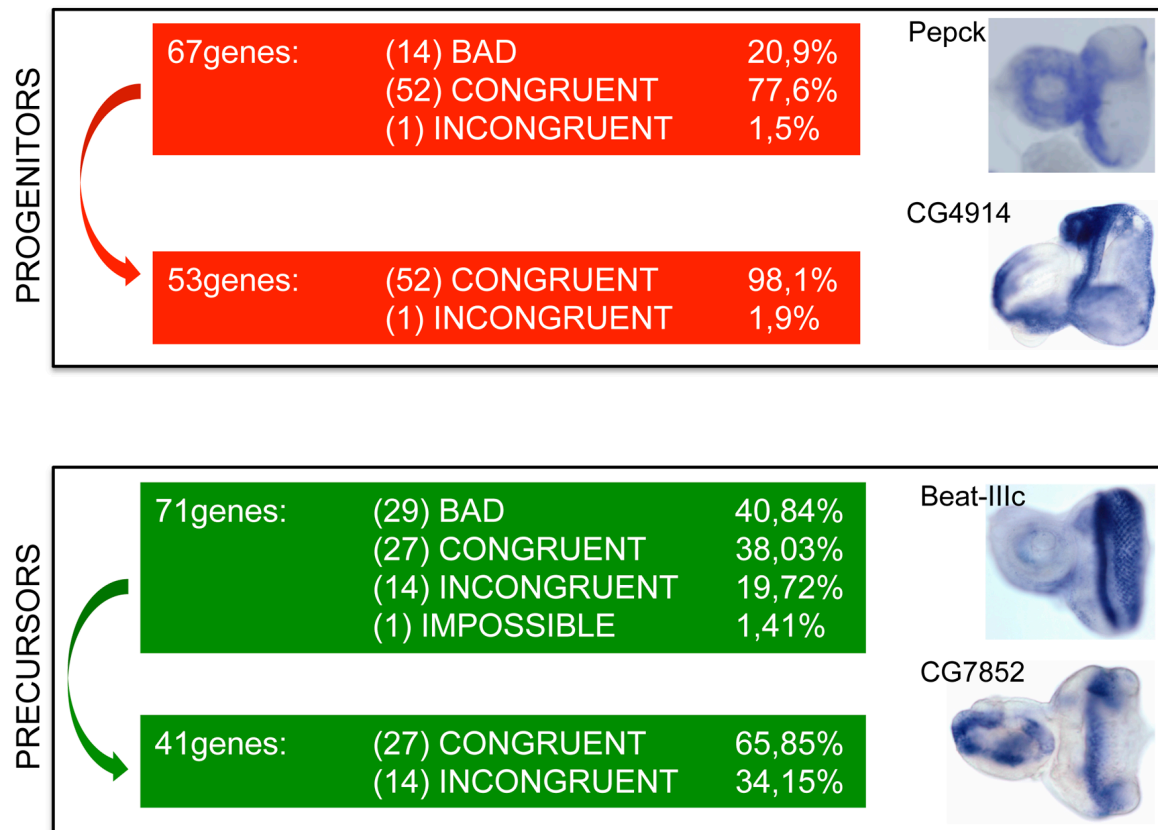 PROGENITORS
67genes: (14) BAD 20,9%
(52) CONGRUENT 77,6%
(1) INCONGRUENT 1,5%
Pepck
53genes: (52) CONGRUENT 98,1%
(1) INCONGRUENT 1,9%
CG4914
PRECURSORS
71genes: (29) BAD 40,84%
(27) CONGRUENT 38,03%
(14) INCONGRUENT 19,72%
(1) IMPOSSIBLE 1,41%
Beat-IIIc
41genes: (27) CONGRUENT 65,85%
(14) INCONGRUENT 34,15%
CG7852